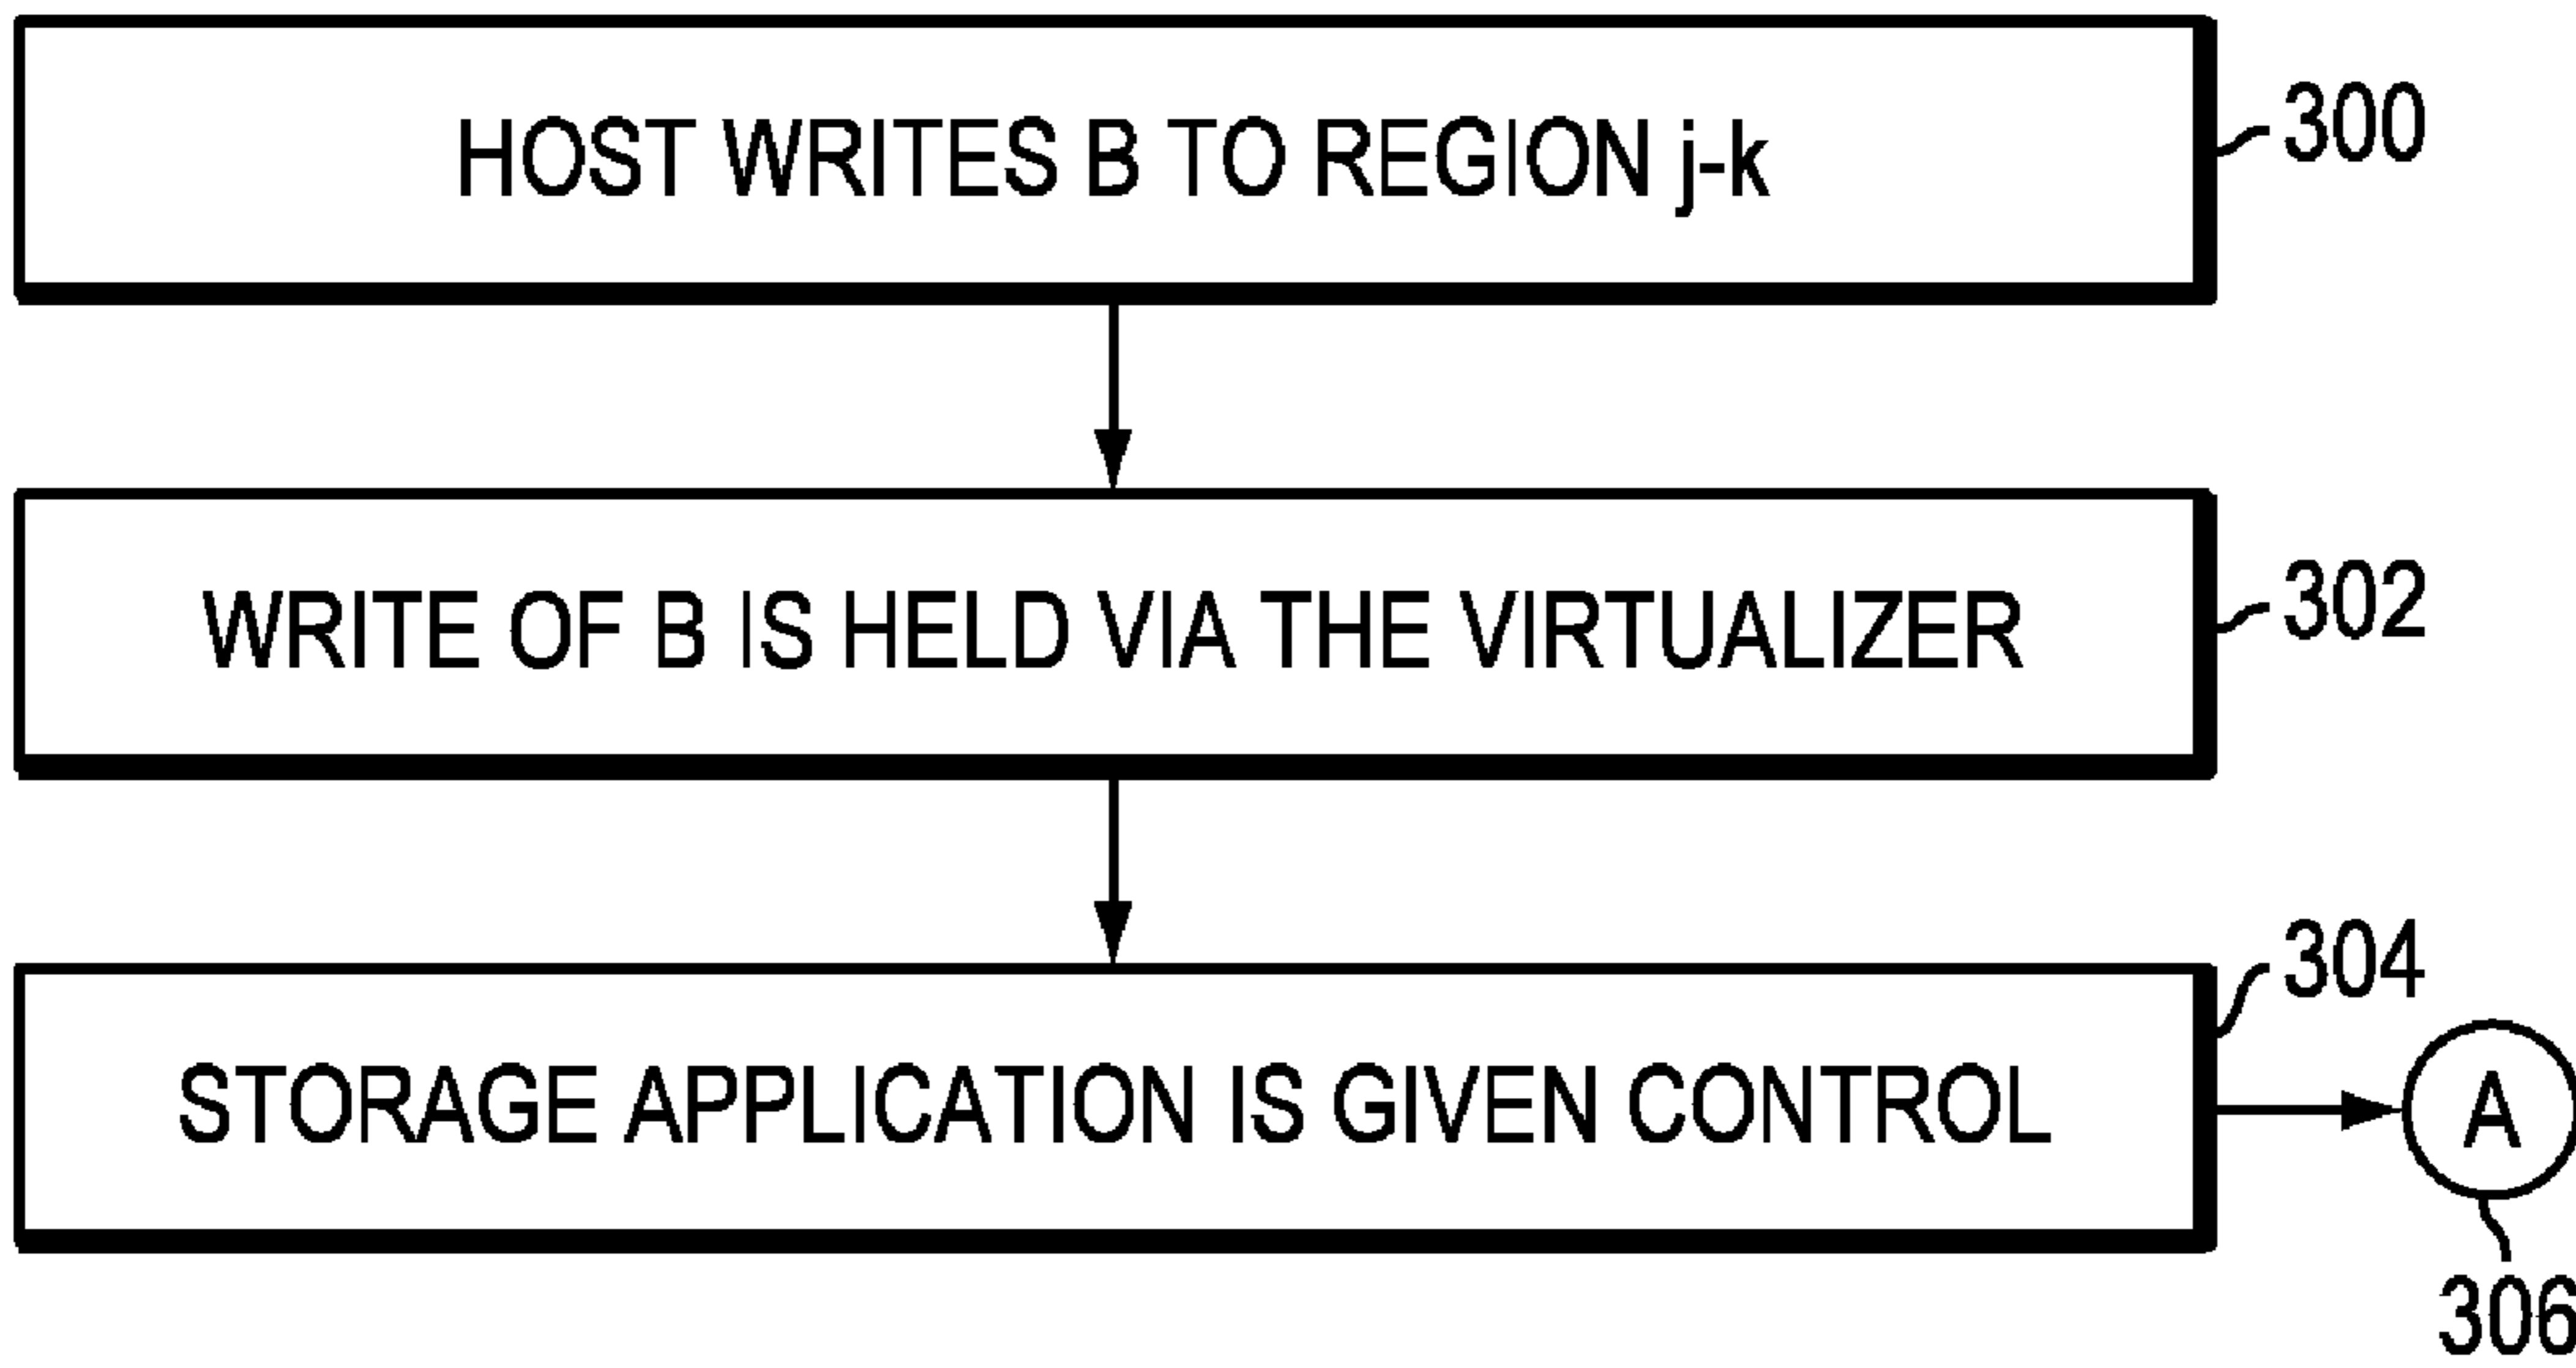 HOST WRITES B TO REGION j-k
300
WRITE OF B IS HELD VIA THE VIRTUALIZER
302
304
STORAGE APPLICATION IS GIVEN CONTROL
A
306